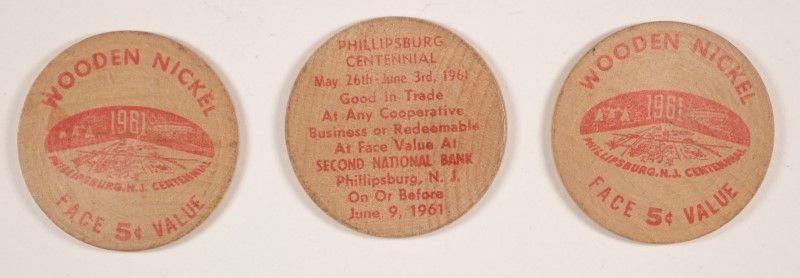 WOODEN NICKEL
1961
PHILLIPSBURG, N.J. CENTENNIAL
FACE 5¢ VALUE
PHILLIPSBURG
CENTENNIAL
May 26th-June 3rd, 1961
Good In Trade
At Any Cooperative
Business or Redeemable
At Face Value At
SECOND NATIONAL BANK
Phillipsburg, N. J.
On Or Before
June 9, 1961.
WOODEN NICKEL
1961
PHILLIPSBURG, N.J. CENTENNIAL
FACE 5¢ VALUE